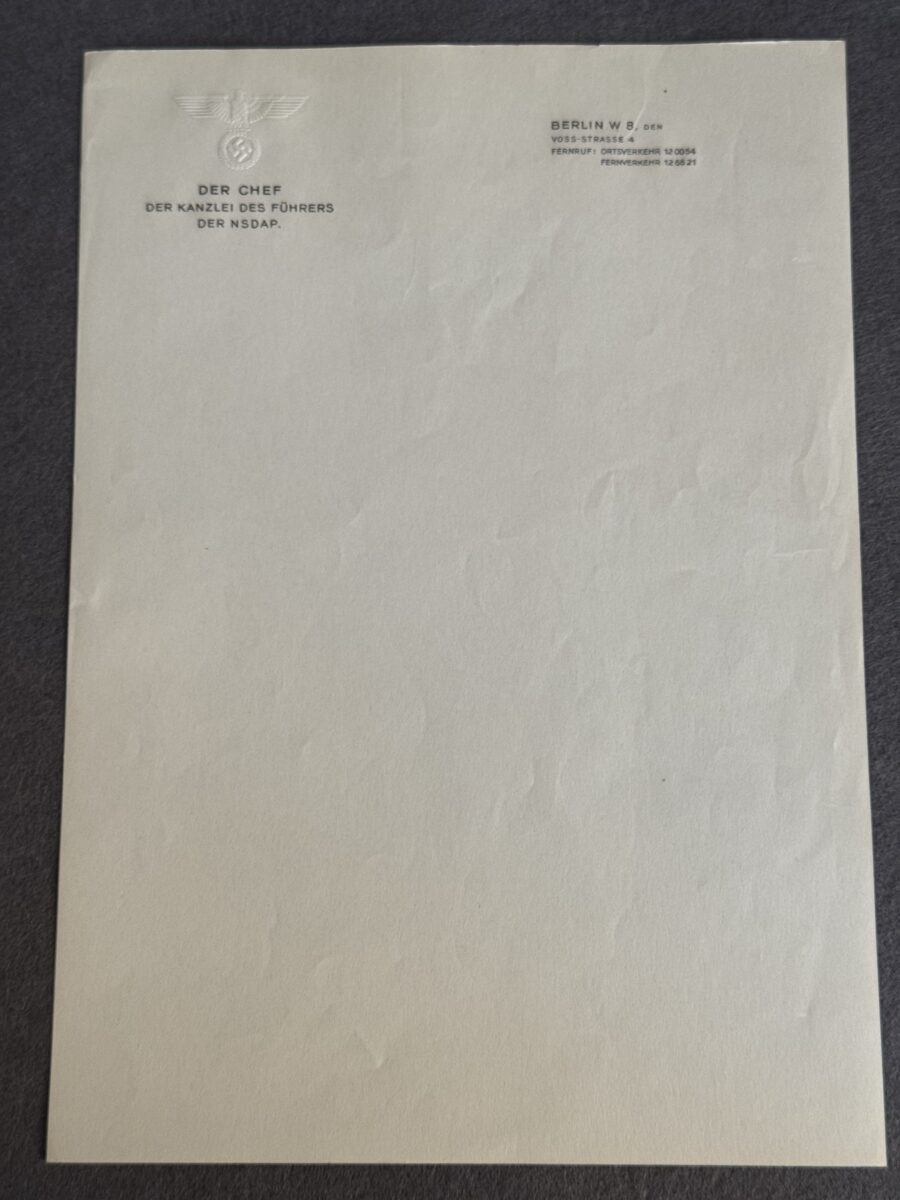 DER CHEF
DER KANZLEI DES FÜHRERS
DER NSDAP.
BERLIN W 8, DEN
VOSS-STRASSE 4
FERNRUF: ORTSVERKEHR 12 00 54
FERNVERKEHR 12 66 21